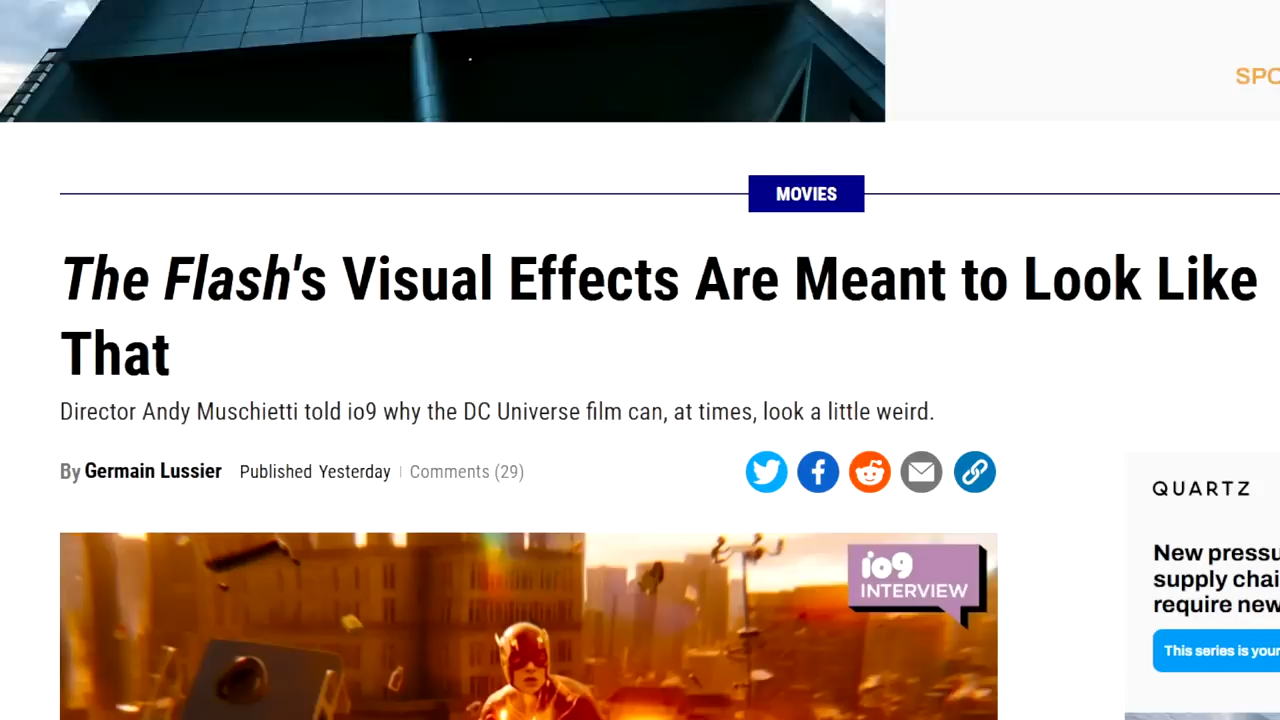 SPO
MOVIES
The Flash's Visual Effects Are Meant to Look Like
That
Director Andy Muschietti told io9 why the DC Universe film can, at times, look a little weird.
By Germain Lussier Published Yesterday Comments (29)
QUARTZ
io9
INTERVIEW
New pressu
supply chai
require new
This series is your